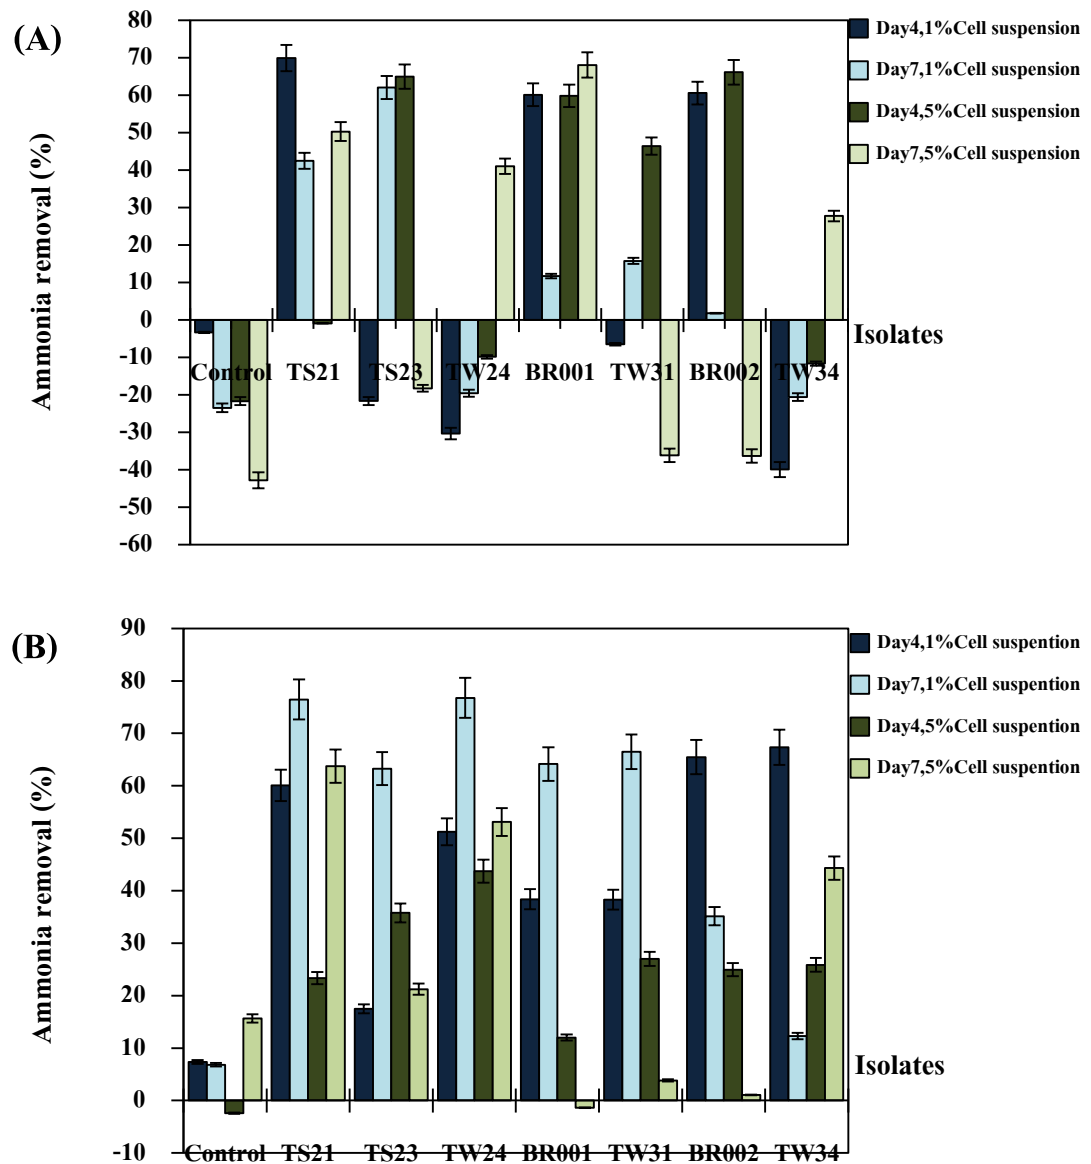 (A)
Ammonia removal (%)
80
70
60
50
40
30
20
10
0
-10
-20
-30
-40
-50
-60
Control TS21 TS23 TW24 BR001 TW31 BR002 TW34
Isolates
Day4,1%Cell suspension
Day7,1%Cell suspension
Day4,5%Cell suspension
Day7,5%Cell suspension
(B)
Ammonia removal (%)
90
80
70
60
50
40
30
20
10
0
-10
Control TS21 TS23 TW24 BR001 TW31 BR002 TW34
Isolates
Day4,1%Cell suspention
Day7,1%Cell suspention
Day4,5%Cell suspention
Day7,5%Cell suspention